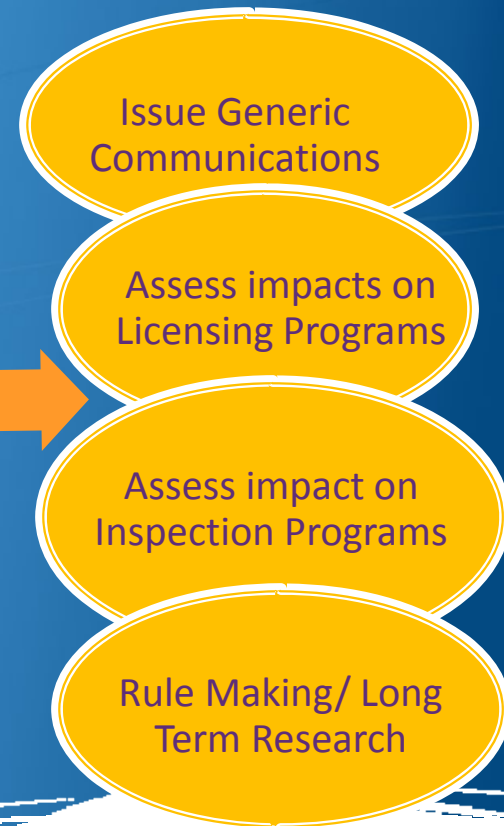 Issue Generic
Communications
Assess impacts on
Licensing Programs
Assess impact on
Inspection Programs
Rule Making/ Long
Term Research